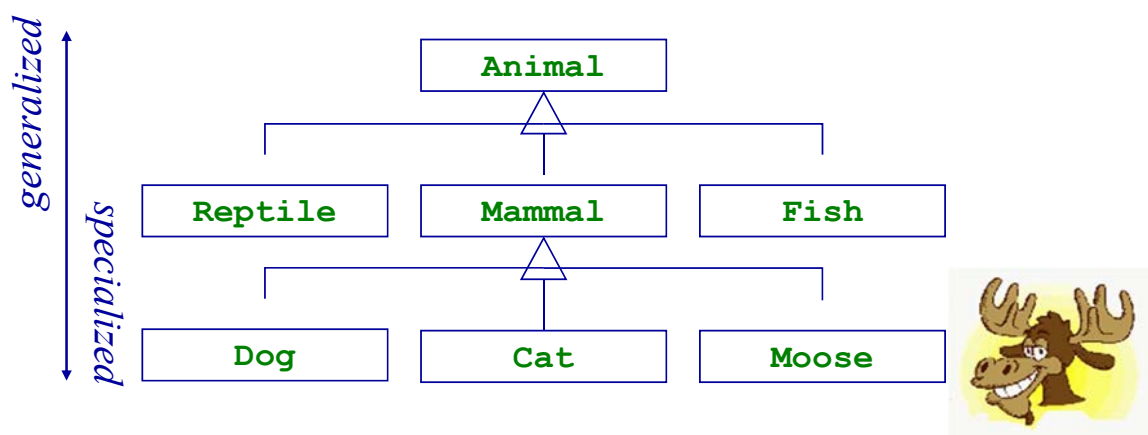 generalized
specialized
Animal
Reptile
Mammal
Fish
Dog
Cat
Moose